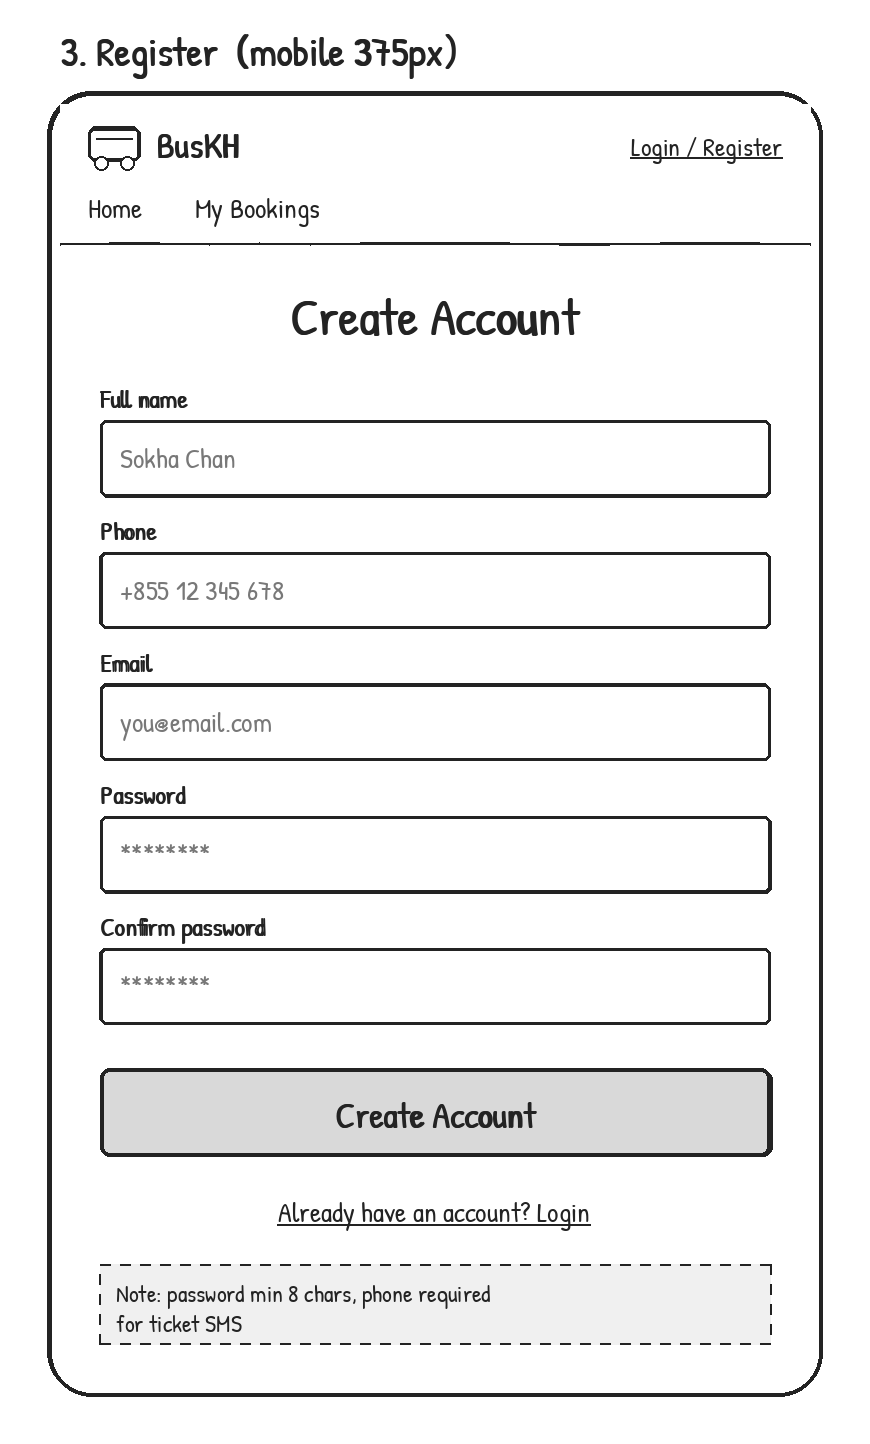 3. Register (mobile 375px)
BusKH
Login / Register
Home My Bookings
Create Account
Full name
Sokha Chan
Phone
+855 12 345 678
Email
you@email.com
Password
********
Confirm password
********
Create Account
Already have an account? Login
Note: password min 8 chars, phone required
for ticket SMS